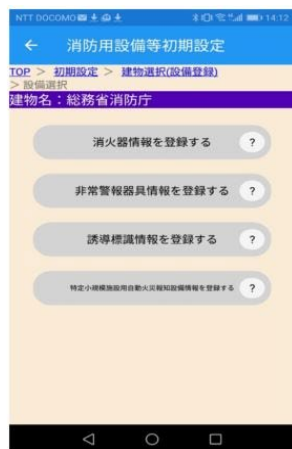 NTT DOCOMO 14:12
← 消防用設備等初期設定
TOP > 初期設定 > 建物選択(設備登録)
> 設備選択
建物名:総務省消防庁
消火器情報を登録する ?
非常警報器具情報を登録する ?
誘導標識情報を登録する ?
特定小規模施設用自動火災報知設備情報を登録する ?